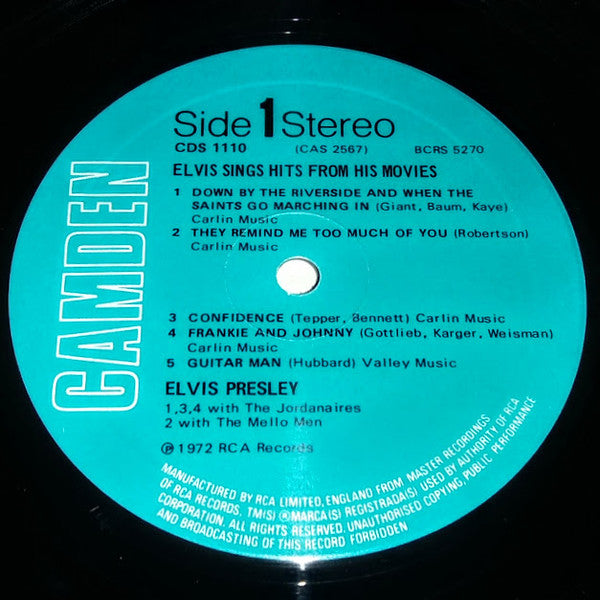 CAMDEN
Side 1 Stereo
CDS 1110 (CAS 2567) BCRS 5270
ELVIS SINGS HITS FROM HIS MOVIES
1 DOWN BY THE RIVERSIDE AND WHEN THE
SAINTS GO MARCHING IN (Giant, Baum, Kaye)
Carlin Music
2 THEY REMIND ME TOO MUCH OF YOU (Robertson)
Carlin Music
3 CONFIDENCE (Tepper, Bennett) Carlin Music
4 FRANKIE AND JOHNNY (Gottlieb, Karger, Weisman)
Carlin Music
5 GUITAR MAN (Hubbard) Valley Music
ELVIS PRESLEY
1,3,4 with The Jordanaires
2 with The Mello Men
℗ 1972 RCA Records
MANUFACTURED BY RCA LIMITED, ENGLAND FROM MASTER RECORDINGS
OF RCA RECORDS. TM(S) ® MARCA(S) REGISTRADA(S) USED BY AUTHORITY OF RCA
CORPORATION. ALL RIGHTS RESERVED. UNAUTHORISED COPYING, PUBLIC PERFORMANCE
AND BROADCASTING OF THIS RECORD FORBIDDEN